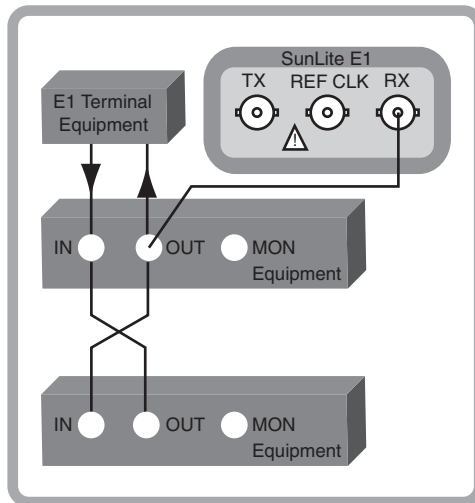 SunLite E1
TX REF CLK RX
!
E1 Terminal
Equipment
IN OUT MON
Equipment
IN OUT MON
Equipment